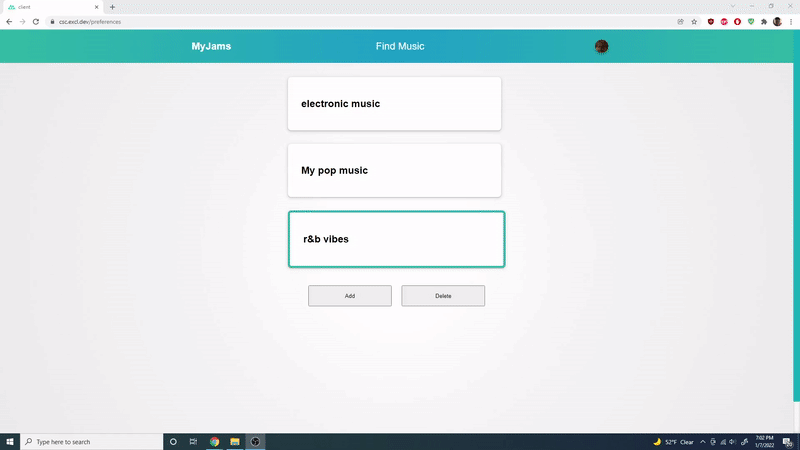 client
csc.excl.dev/preferences
MyJams
Find Music
electronic music
My pop music
r&b vibes
Add
Delete
Type here to search
52°F Clear
7:02 PM
1/7/2022